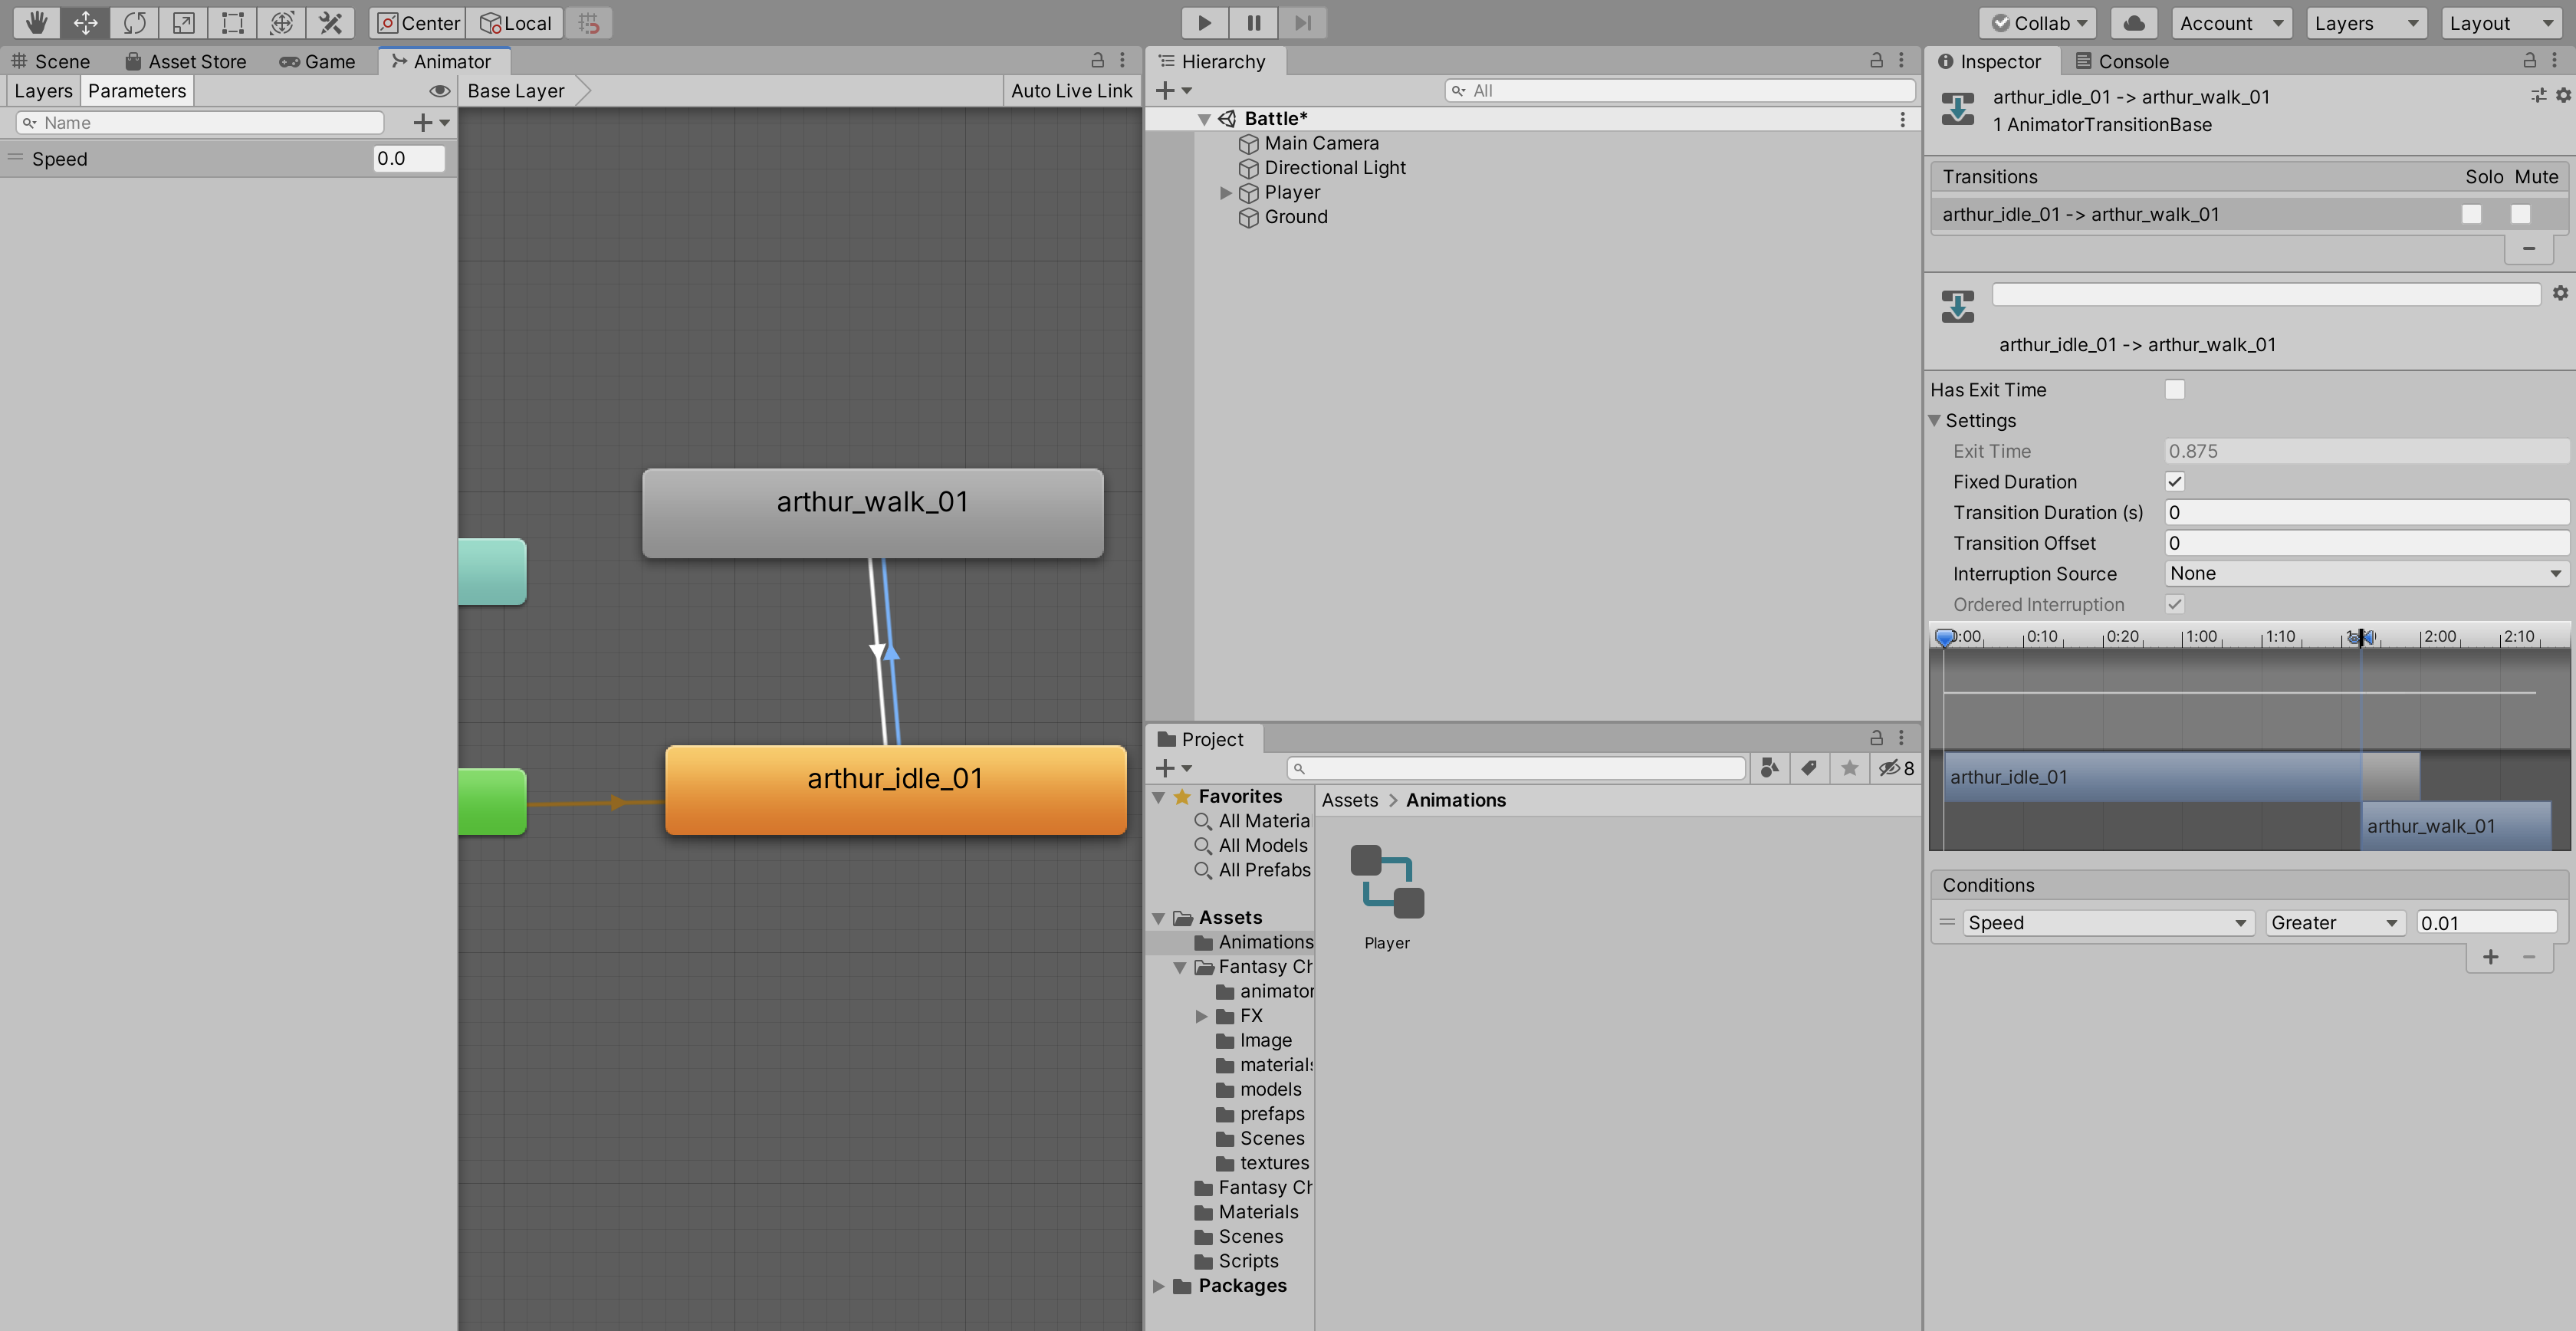 Center Local Collab Account Layers Layout
Scene Asset Store Game Animator
Layers Parameters Base Layer Auto Live Link
Name
Speed 0.0
arthur_walk_01
arthur_idle_01
Hierarchy
All
Battle*
Main Camera
Directional Light
Player
Ground
Project
8
Favorites
All Materia
All Models
All Prefabs
Assets
Animations
Fantasy Ch
animator
FX
Image
materials
models
prefaps
Scenes
textures
Fantasy Ch
Materials
Scenes
Scripts
Packages
Assets > Animations
Player
Inspector Console
arthur_idle_01 -> arthur_walk_01
1 AnimatorTransitionBase
Transitions Solo Mute
arthur_idle_01 -> arthur_walk_01
arthur_idle_01 -> arthur_walk_01
Has Exit Time
Settings
Exit Time 0.875
Fixed Duration
Transition Duration (s) 0
Transition Offset 0
Interruption Source None
Ordered Interruption
0:10 0:20 1:00 1:10 2:00 2:10
arthur_idle_01
arthur_walk_01
Conditions
Speed Greater 0.01